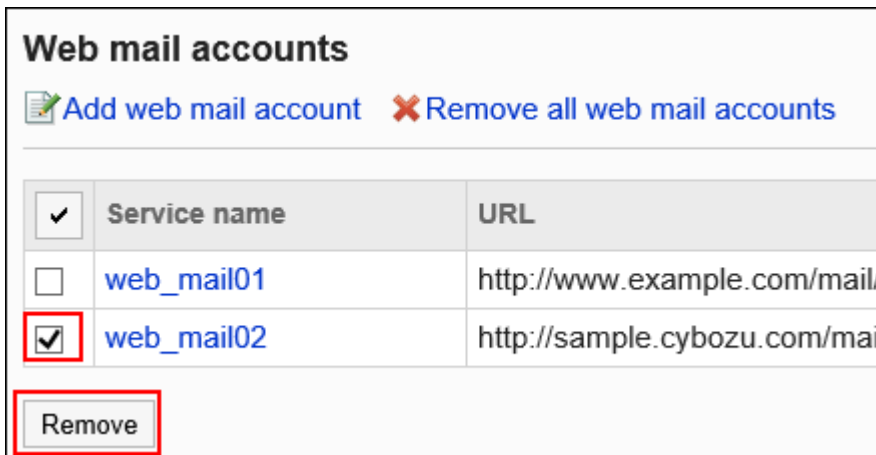 Web mail accounts
Add web mail account Remove all web mail accounts
Service name URL
web_mail01 http://www.example.com/mail/
web_mail02 http://sample.cybozu.com/mai
Remove